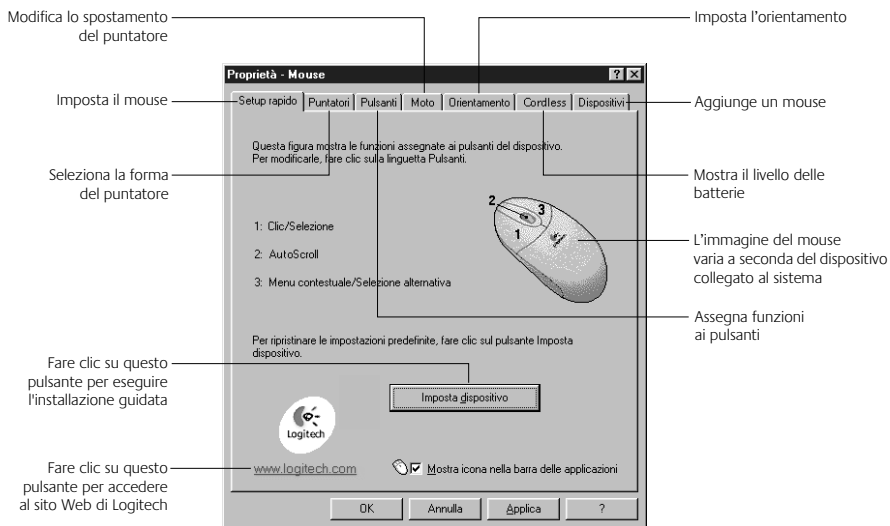 Modifica lo spostamento
del puntatore
Imposta l'orientamento
Proprietà - Mouse
Imposta il mouse
Setup rapido Puntatori Pulsanti Moto Orientamento Cordless Dispositivi
Aggiunge un mouse
Questa figura mostra le funzioni assegnate ai pulsanti del dispositivo.
Per modificarle, fare clic sulla linguetta Pulsanti.
Seleziona la forma
del puntatore
Mostra il livello delle
batterie
2
3
1
1: Clic/Selezione
2: AutoScroll
3: Menu contestuale/Selezione alternativa
L'immagine del mouse
varia a seconda del dispositivo
collegato al sistema
Assegna funzioni
ai pulsanti
Per ripristinare le impostazioni predefinite, fare clic sul pulsante Imposta
dispositivo.
Fare clic su questo
pulsante per eseguire
l'installazione guidata
Imposta dispositivo
Logitech
Fare clic su questo
pulsante per accedere
al sito Web di Logitech
www.logitech.com
Mostra icona nella barra delle applicazioni
OK Annulla Applica ?